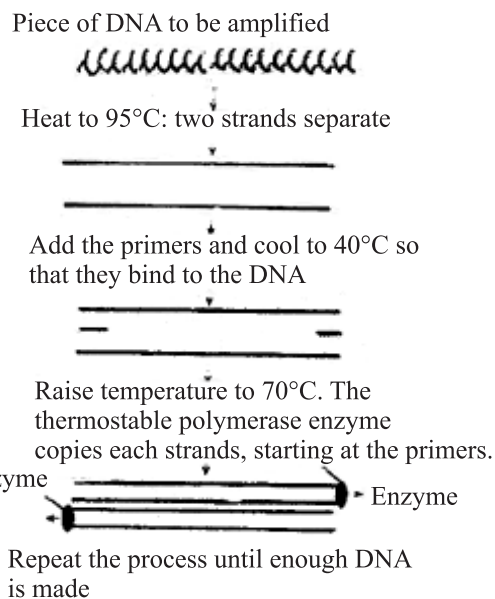 Piece of DNA to be amplified
Heat to 95°C: two strands separate
Add the primers and cool to 40°C so
that they bind to the DNA
Raise temperature to 70°C. The
thermostable polymerase enzyme
copies each strands, starting at the primers.
zyme
Enzyme
Repeat the process until enough DNA
is made